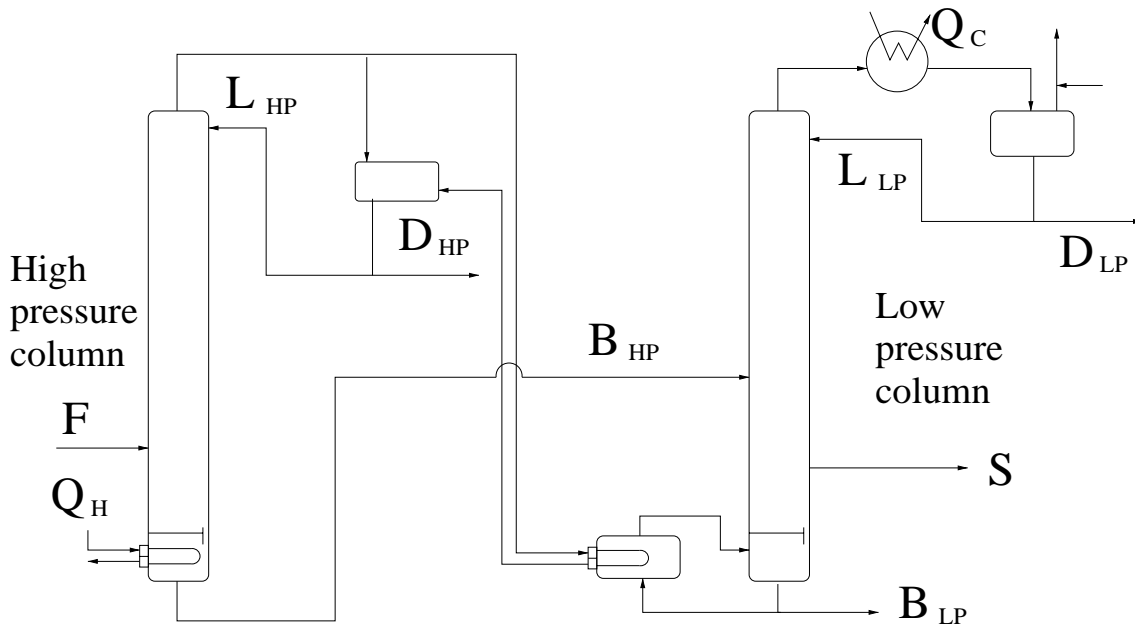 Q C
L HP
L LP
D HP
D LP
High
pressure
column
Low
pressure
column
B HP
F
S
Q H
B LP